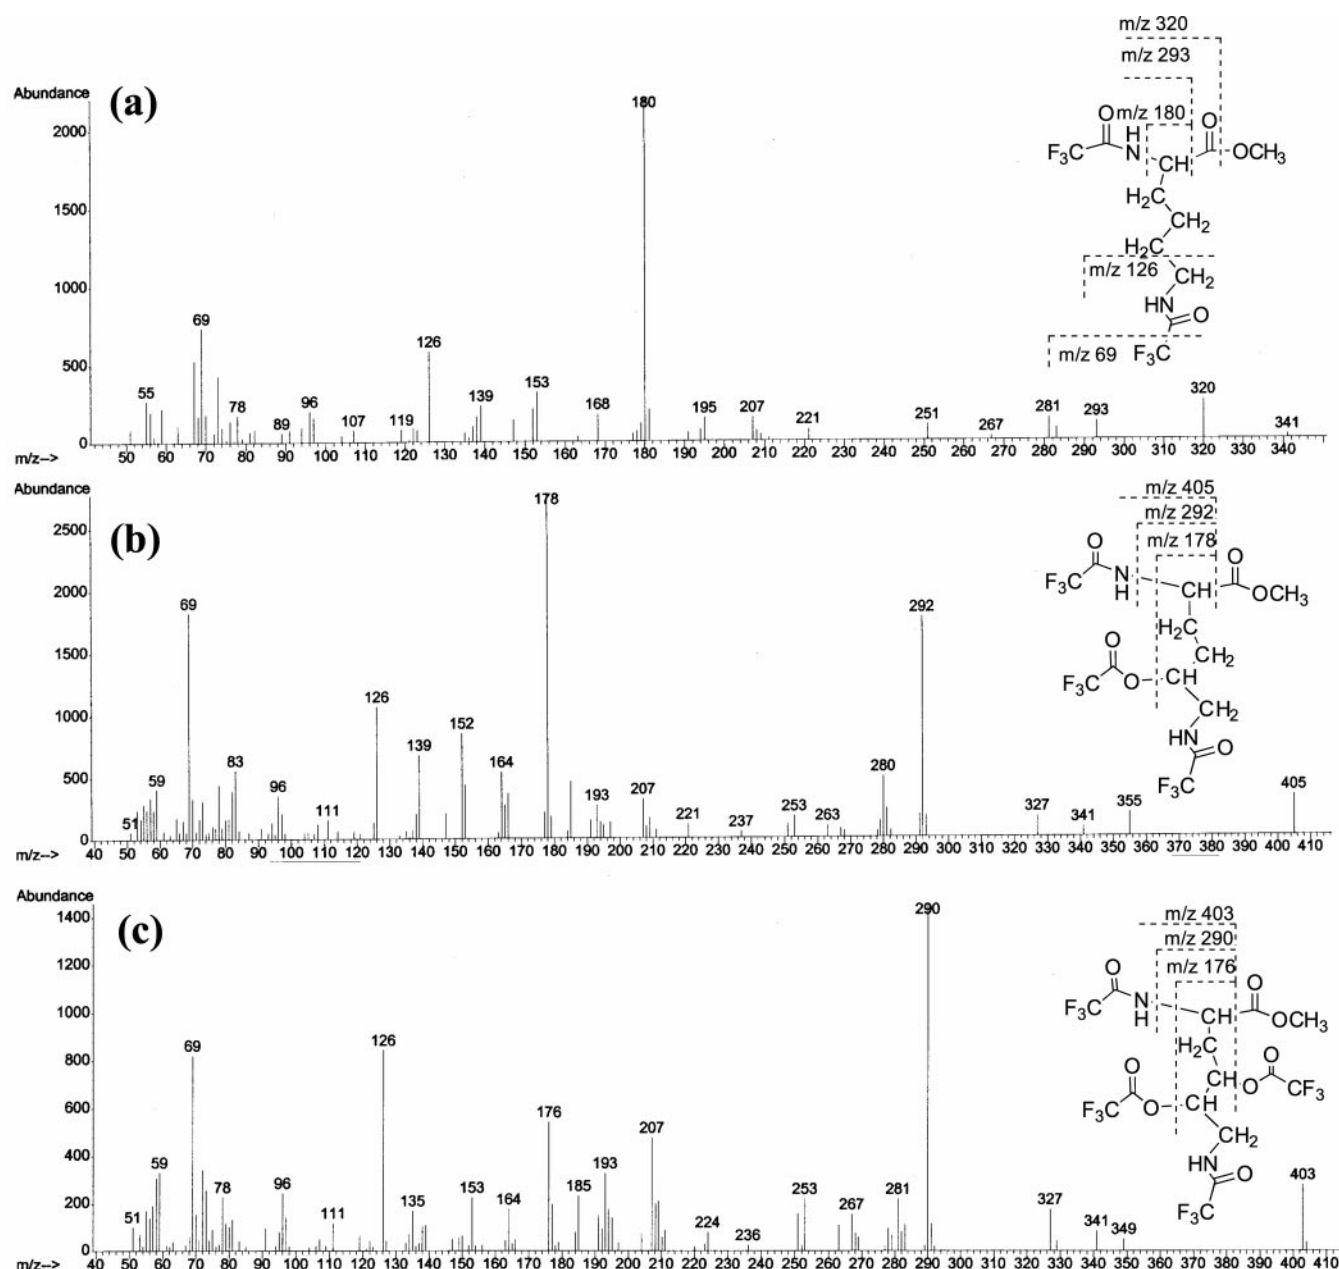 m/z 320
m/z 293
Abundance
(a)
180
2000
m/z 180
O
H
O
F₃C
N
CH
OCH₃
H₂C
CH₂
H₂C
m/z 126
CH₂
HN
O
m/z 69
F₃C
1500
1000
500
0
55
69
78
89
96
107
119
126
139
153
168
195
207
221
251
267
281
293
320
341
m/z-->
50 60 70 80 90 100 110 120 130 140 150 160 170 180 190 200 210 220 230 240 250 260 270 280 290 300 310 320 330 340
Abundance
(b)
178
m/z 405
m/z 292
m/z 178
O
O
F₃C
N
H
CH
OCH₃
H₂C
O
CH₂
F₃C
O
CH
CH₂
HN
O
F₃C
2500
2000
1500
1000
500
0
51
59
69
83
96
111
126
139
152
164
193
207
221
237
253
263
280
292
327
341
355
405
m/z-->
40 50 60 70 80 90 100 110 120 130 140 150 160 170 180 190 200 210 220 230 240 250 260 270 280 290 300 310 320 330 340 350 360 370 380 390 400 410
Abundance
(c)
290
m/z 403
m/z 290
m/z 176
O
O
F₃C
N
H
CH
OCH₃
H₂C
O
O
CH
O
CF₃
F₃C
O
CH
CH₂
HN
O
F₃C
1400
1200
1000
800
600
400
200
0
51
59
69
78
96
111
126
135
153
164
176
185
193
207
224
236
253
267
281
327
341
349
403
m/z-->
40 50 60 70 80 90 100 110 120 130 140 150 160 170 180 190 200 210 220 230 240 250 260 270 280 290 300 310 320 330 340 350 360 370 380 390 400 410